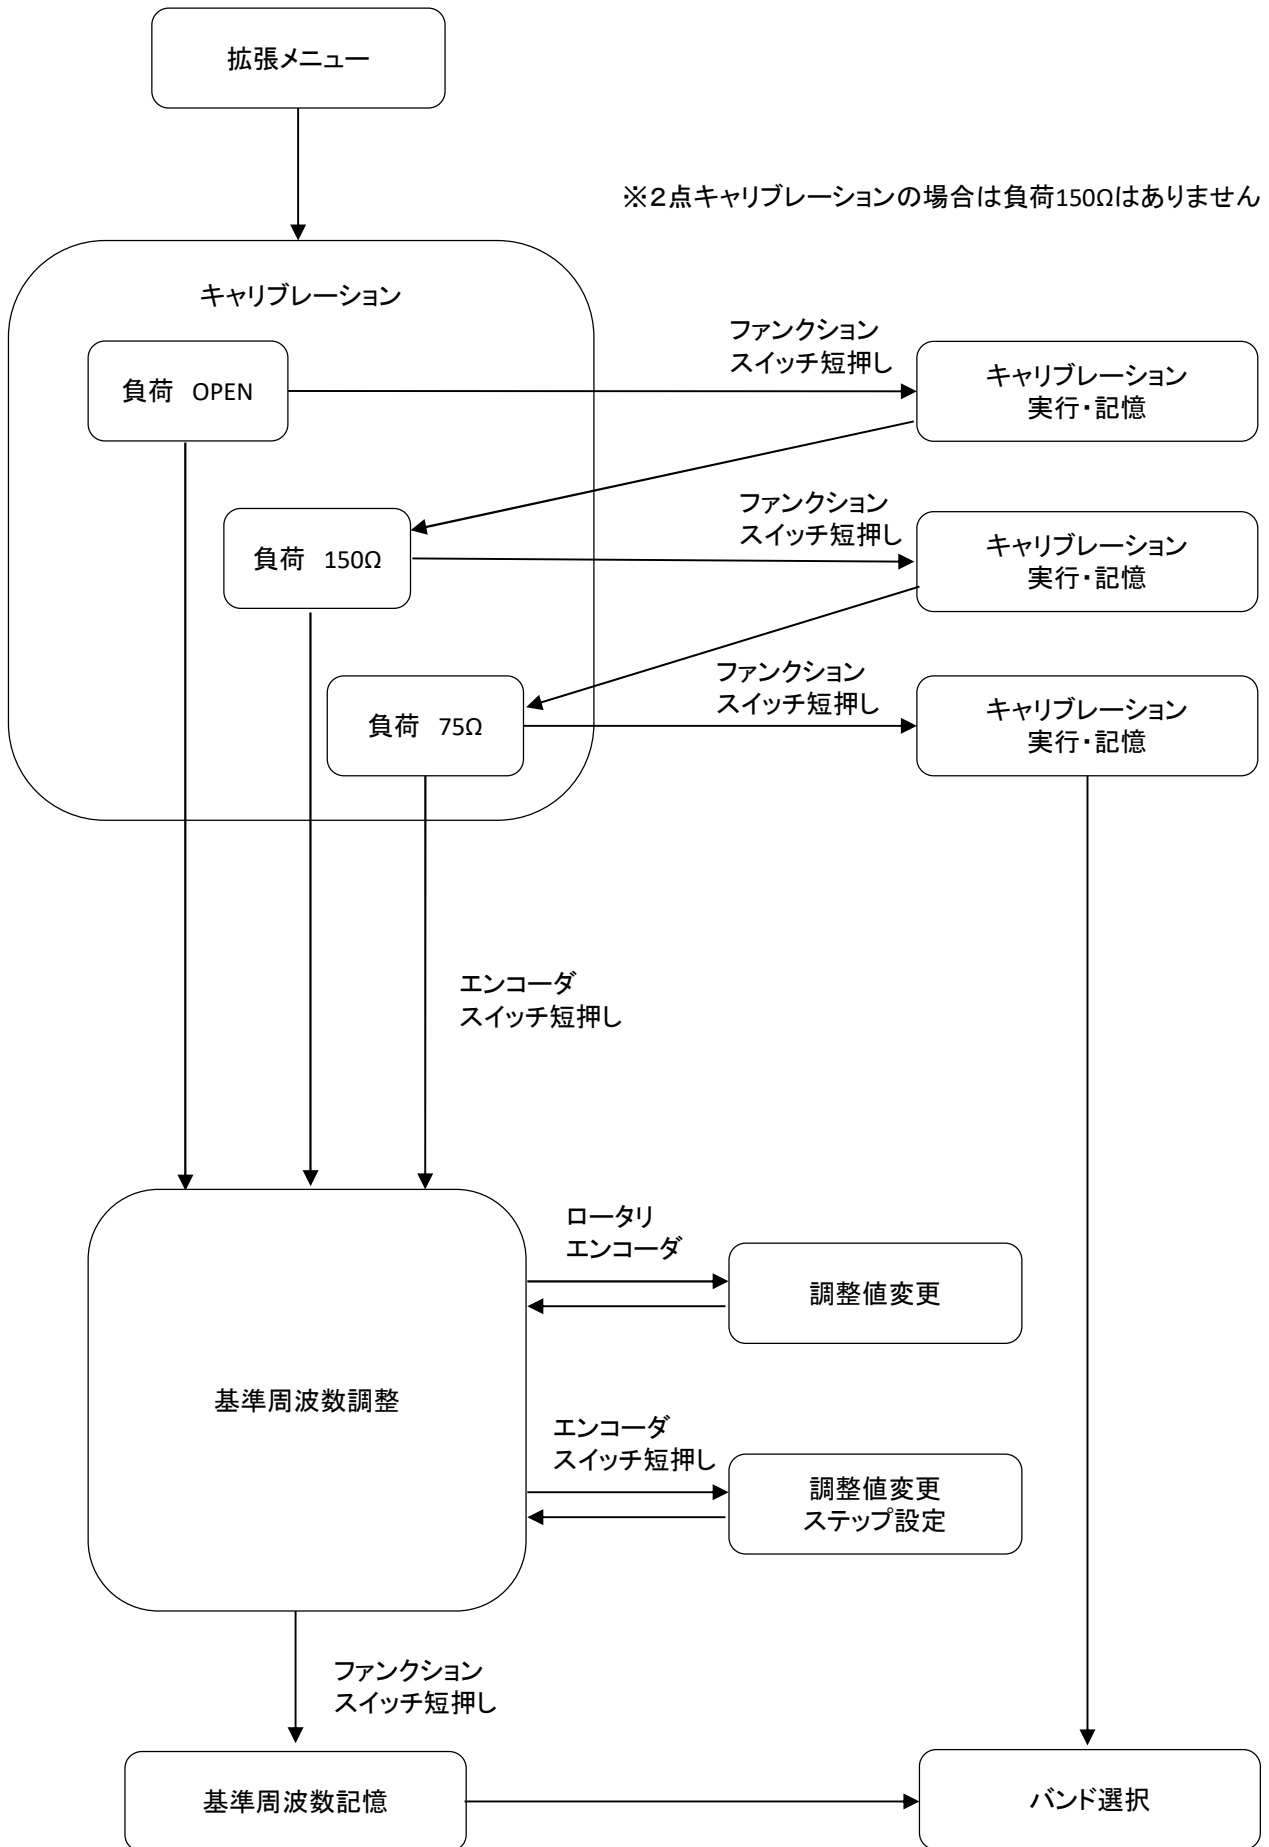 拡張メニュー
※２点キャリブレーションの場合は負荷150Ωはありません
キャリブレーション
負荷　OPEN
ファンクション
スイッチ短押し
キャリブレーション
実行・記憶
負荷　150Ω
ファンクション
スイッチ短押し
キャリブレーション
実行・記憶
負荷　75Ω
ファンクション
スイッチ短押し
キャリブレーション
実行・記憶
エンコーダ
スイッチ短押し
基準周波数調整
ロータリ
エンコーダ
調整値変更
エンコーダ
スイッチ短押し
調整値変更
ステップ設定
ファンクション
スイッチ短押し
基準周波数記憶
バンド選択